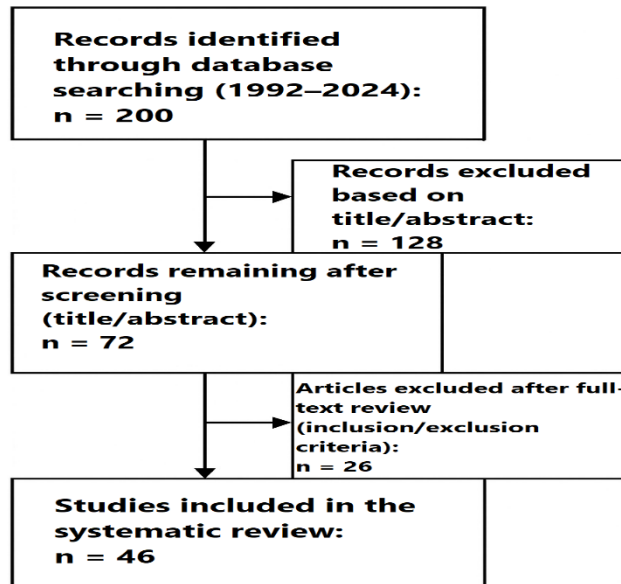 Records identified
through database
searching (1992–2024):
n = 200
Records excluded
based on
title/abstract:
n = 128
Records remaining after
screening
(title/abstract):
n = 72
Articles excluded after full-
text review
(inclusion/exclusion
criteria):
n = 26
Studies included in the
systematic review:
n = 46